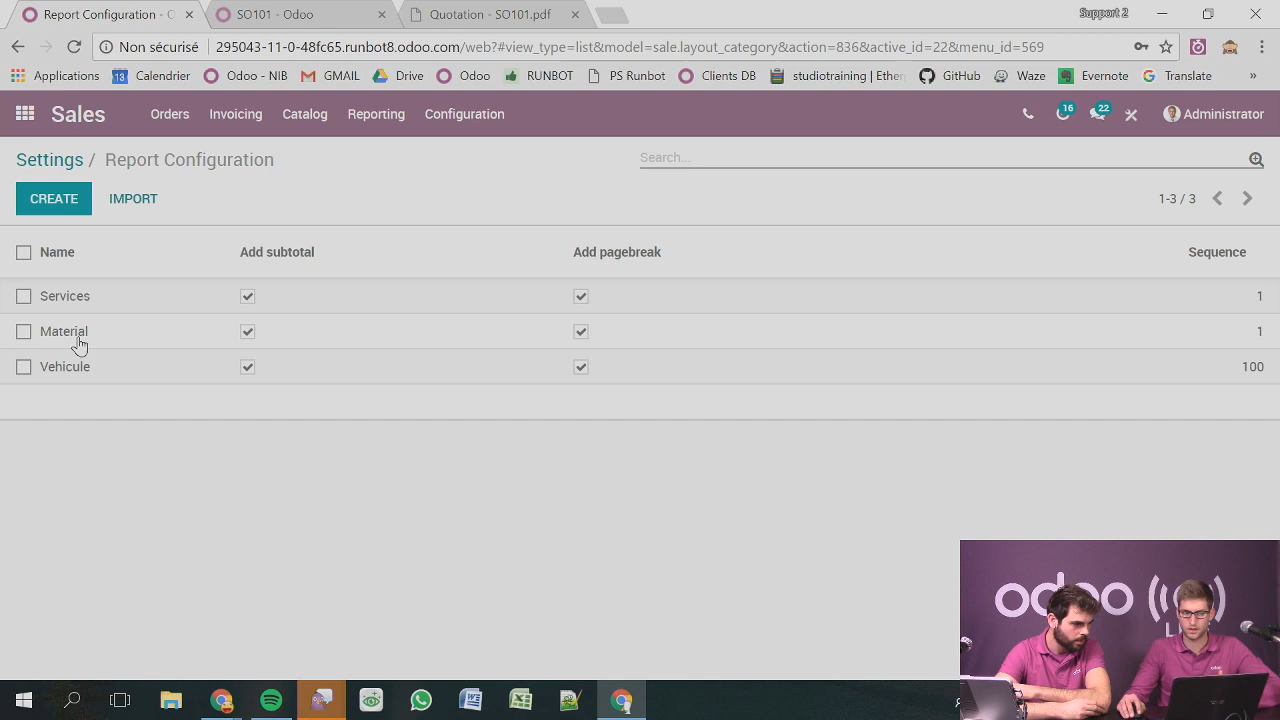 Report Configuration - O
SO101 - Odoo
Quotation - SO101.pdf
Support 2
Non sécurisé
295043-11-0-48fc65.runbot8.odoo.com/web?#view_type=list&model=sale.layout_category&action=836&active_id=22&menu_id=569
Applications
13
Calendrier
Odoo - NIB
GMAIL
Drive
Odoo
RUNBOT
PS Runbot
Clients DB
studiotraining | Ether
GitHub
Waze
Evernote
Translate
»
Sales
Orders
Invoicing
Catalog
Reporting
Configuration
16
22
Administrator
Settings / Report Configuration
Search...
CREATE
IMPORT
1-3 / 3
Name
Add subtotal
Add pagebreak
Sequence
Services
1
Material
1
Vehicule
100
odoo